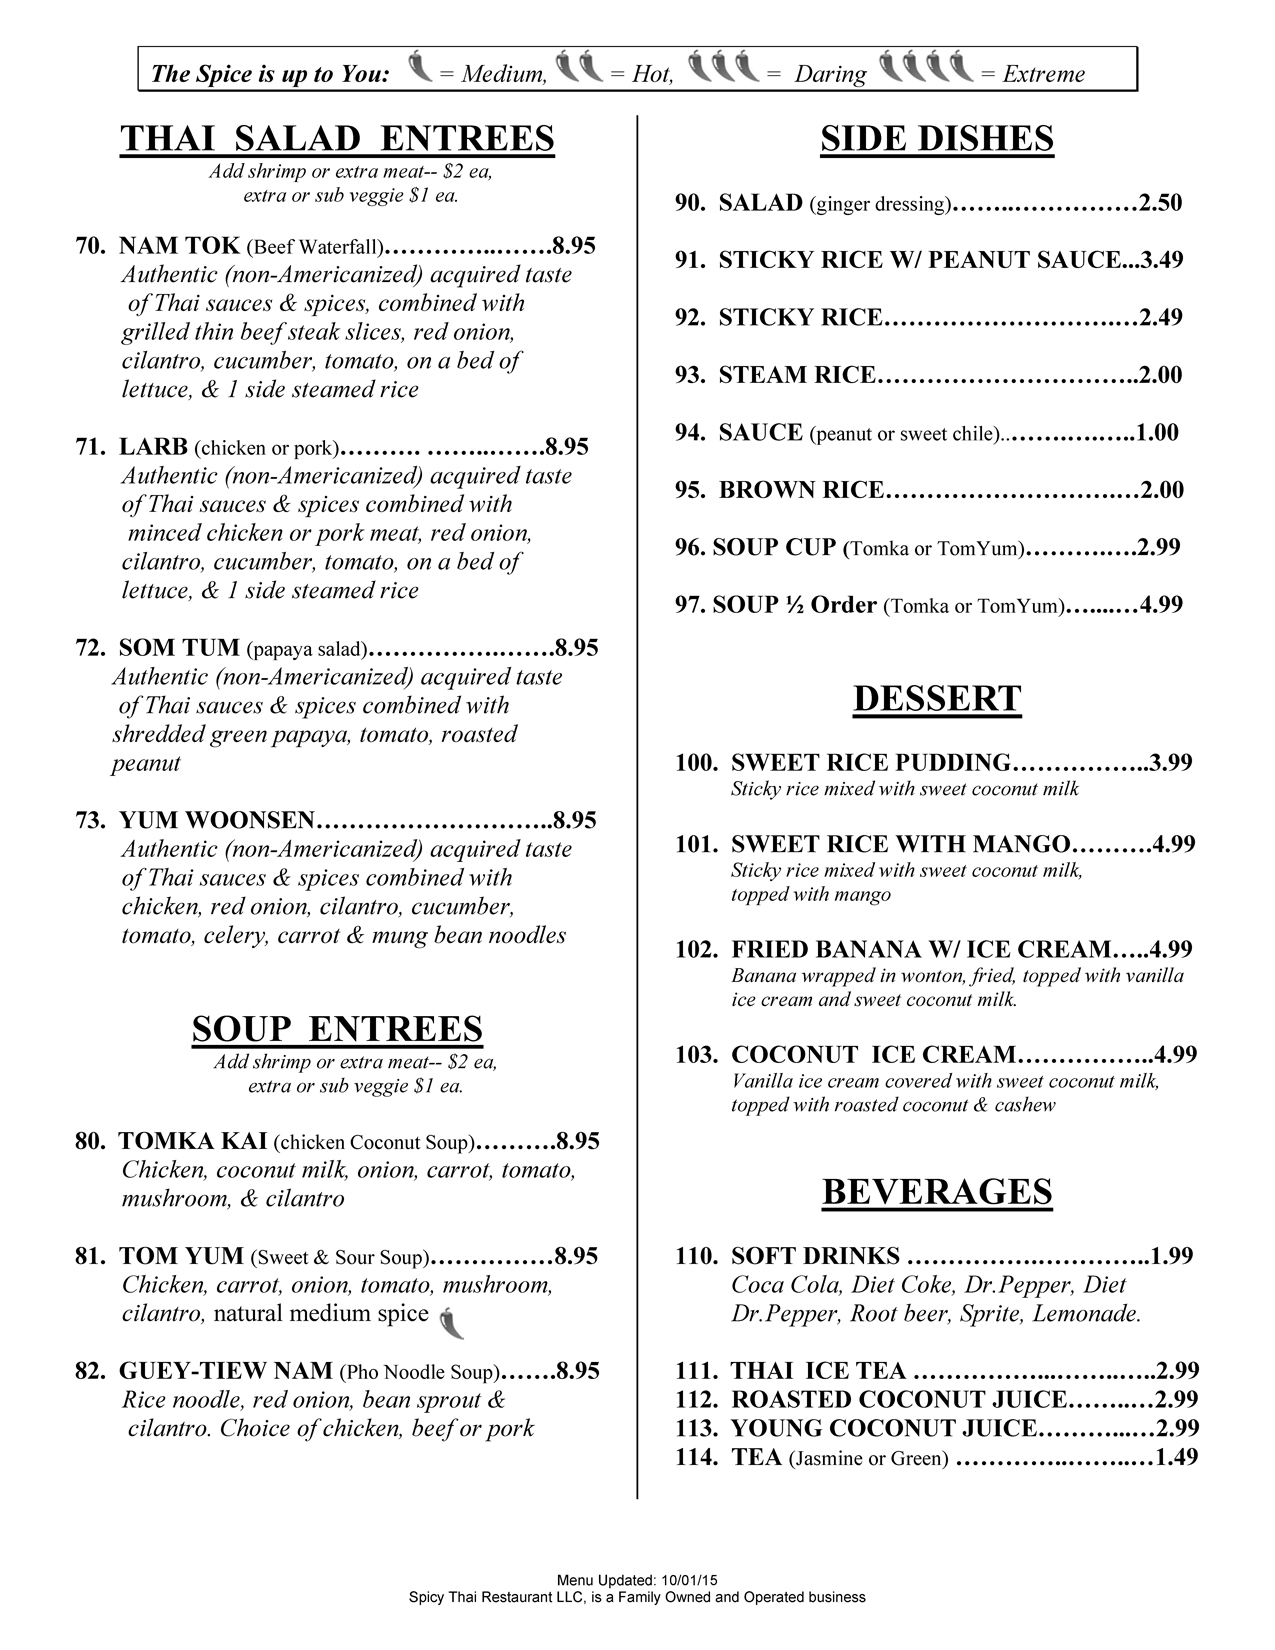 The Spice is up to You: = Medium, = Hot, = Daring = Extreme
THAI SALAD ENTREES
Add shrimp or extra meat-- $2 ea,
extra or sub veggie $1 ea.
70. NAM TOK (Beef Waterfall)…………..…….8.95
Authentic (non-Americanized) acquired taste
of Thai sauces & spices, combined with
grilled thin beef steak slices, red onion,
cilantro, cucumber, tomato, on a bed of
lettuce, & 1 side steamed rice
71. LARB (chicken or pork)………. ……..…….8.95
Authentic (non-Americanized) acquired taste
of Thai sauces & spices combined with
minced chicken or pork meat, red onion,
cilantro, cucumber, tomato, on a bed of
lettuce, & 1 side steamed rice
72. SOM TUM (papaya salad)…………….…….8.95
Authentic (non-Americanized) acquired taste
of Thai sauces & spices combined with
shredded green papaya, tomato, roasted
peanut
73. YUM WOONSEN………………………..8.95
Authentic (non-Americanized) acquired taste
of Thai sauces & spices combined with
chicken, red onion, cilantro, cucumber,
tomato, celery, carrot & mung bean noodles
SOUP ENTREES
Add shrimp or extra meat-- $2 ea,
extra or sub veggie $1 ea.
80. TOMKA KAI (chicken Coconut Soup)……….8.95
Chicken, coconut milk, onion, carrot, tomato,
mushroom, & cilantro
81. TOM YUM (Sweet & Sour Soup)……………8.95
Chicken, carrot, onion, tomato, mushroom,
cilantro, natural medium spice
82. GUEY-TIEW NAM (Pho Noodle Soup)…….8.95
Rice noodle, red onion, bean sprout &
cilantro. Choice of chicken, beef or pork
SIDE DISHES
90. SALAD (ginger dressing)……..……………2.50
91. STICKY RICE W/ PEANUT SAUCE...3.49
92. STICKY RICE……………………….…2.49
93. STEAM RICE…………………………..2.00
94. SAUCE (peanut or sweet chile)..…….….…..1.00
95. BROWN RICE……………………….…2.00
96. SOUP CUP (Tomka or TomYum)……….….2.99
97. SOUP ½ Order (Tomka or TomYum)…....…4.99
DESSERT
100. SWEET RICE PUDDING……………..3.99
Sticky rice mixed with sweet coconut milk
101. SWEET RICE WITH MANGO……….4.99
Sticky rice mixed with sweet coconut milk,
topped with mango
102. FRIED BANANA W/ ICE CREAM…..4.99
Banana wrapped in wonton, fried, topped with vanilla
ice cream and sweet coconut milk.
103. COCONUT ICE CREAM……………..4.99
Vanilla ice cream covered with sweet coconut milk,
topped with roasted coconut & cashew
BEVERAGES
110. SOFT DRINKS …………….…………..1.99
Coca Cola, Diet Coke, Dr.Pepper, Diet
Dr.Pepper, Root beer, Sprite, Lemonade.
111. THAI ICE TEA ……………...……..…..2.99
112. ROASTED COCONUT JUICE……..…2.99
113. YOUNG COCONUT JUICE………...…2.99
114. TEA (Jasmine or Green) …………..……..…1.49
Menu Updated: 10/01/15
Spicy Thai Restaurant LLC, is a Family Owned and Operated business